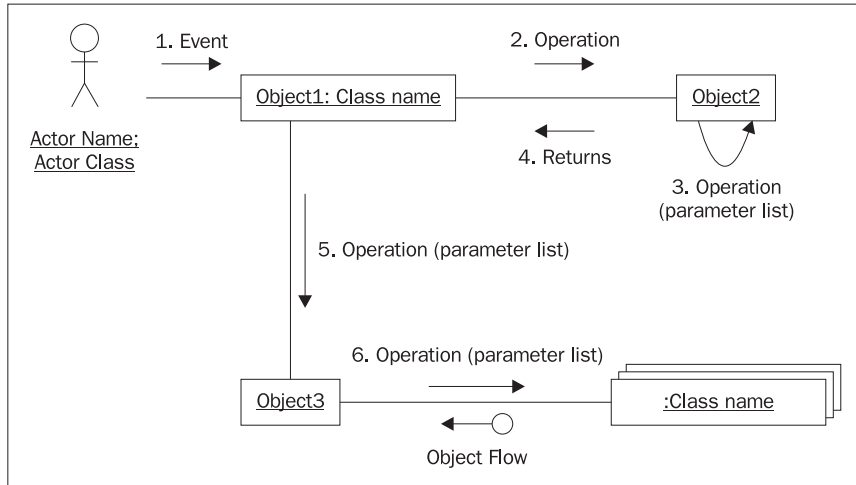 1. Event
2. Operation
Object1: Class name
Object2
Actor Name;
Actor Class
4. Returns
3. Operation
(parameter list)
5. Operation (parameter list)
6. Operation (parameter list)
Object3
:Class name
Object Flow